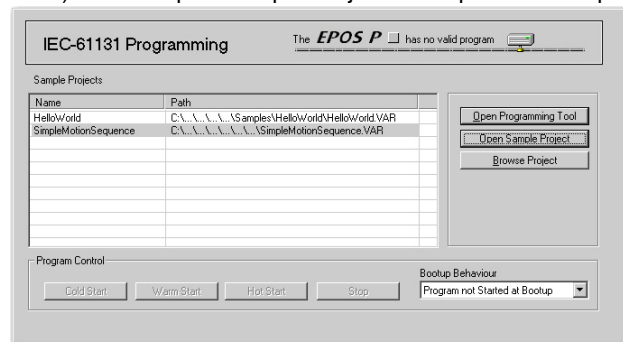 IEC-61131 Programming
The EPOS P has no valid program
Sample Projects
Name Path
HelloWorld C:\...\...\...\...\Samples\HelloWorld\HelloWorld.VAR
SimpleMotionSequence C:\...\...\...\...\...\...\SimpleMotionSequence.VAR
Open Programming Tool
Open Sample Project
Browse Project
Program Control
Cold Start Warm Start Hot Start Stop
Bootup Behaviour
Program not Started at Bootup